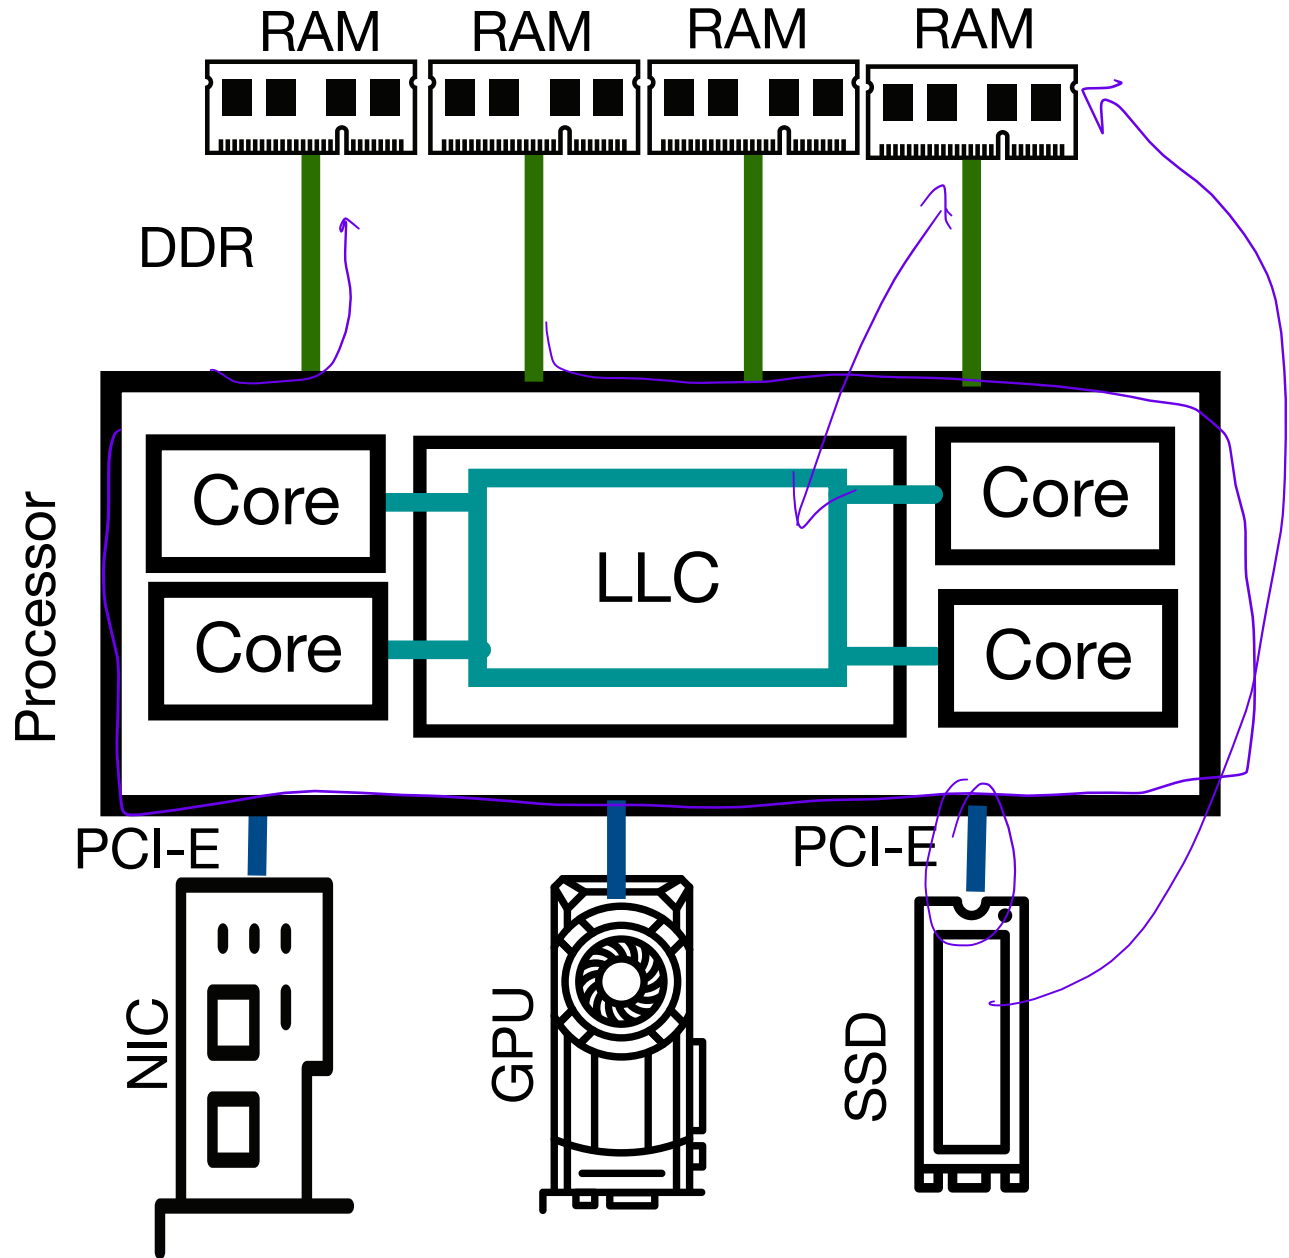 RAM
RAM
RAM
RAM
DDR
Processor
Core
Core
LLC
Core
Core
PCI-E
PCI-E
NIC
GPU
SSD